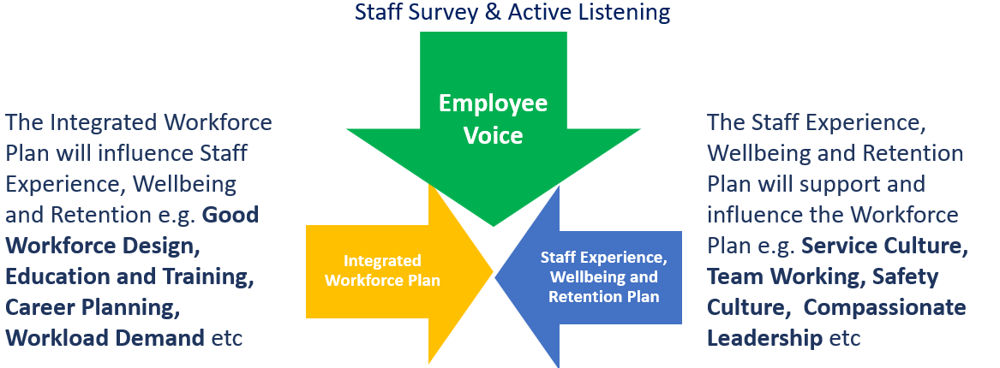 Staff Survey & Active Listening
Employee
Voice
The Integrated Workforce
Plan will influence Staff
Experience, Wellbeing
and Retention e.g. Good
Workforce Design,
Education and Training,
Career Planning,
Workload Demand etc
Integrated
Workforce Plan
Staff Experience,
Wellbeing and
Retention Plan
The Staff Experience,
Wellbeing and Retention
Plan will support and
influence the Workforce
Plan e.g. Service Culture,
Team Working, Safety
Culture,  Compassionate
Leadership etc